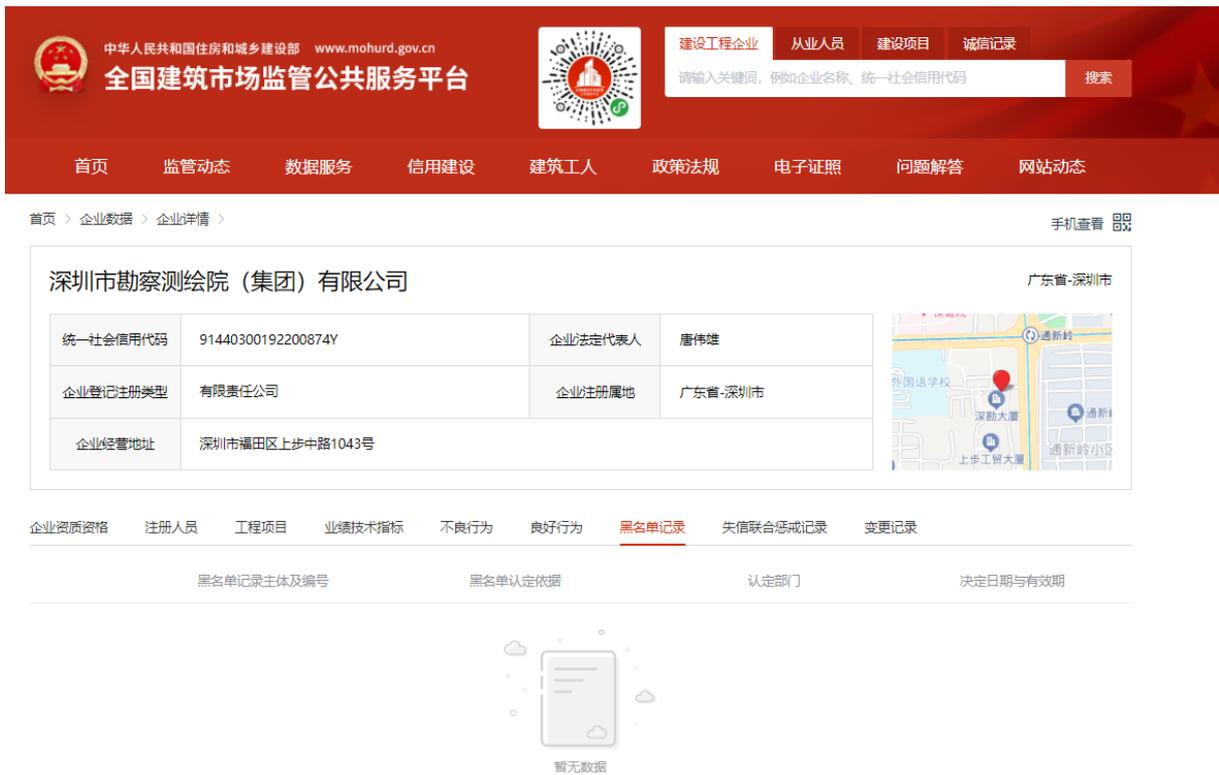 中华人民共和国住房和城乡建设部 www.mohurd.gov.cn
全国建筑市场监管公共服务平台
建设工程企业 从业人员 建设项目 诚信记录
请输入关键词，例如企业名称、统一社会信用代码 搜索
首页 监管动态 数据服务 信用建设 建筑工人 政策法规 电子证照 问题解答 网站动态
首页 > 企业数据 > 企业详情 >
手机查看
深圳市勘察测绘院（集团）有限公司
广东省-深圳市
统一社会信用代码 91440300192200874Y 企业法定代表人 唐伟雄
企业登记注册类型 有限责任公司 企业注册属地 广东省-深圳市
企业经营地址 深圳市福田区上步中路1043号
通新岭
外国语学校
深勘大厦
通新
上步工贸大厦
通新岭小区
企业资质资格 注册人员 工程项目 业绩技术指标 不良行为 良好行为 黑名单记录 失信联合惩戒记录 变更记录
黑名单记录主体及编号 黑名单认定依据 认定部门 决定日期与有效期
暂无数据